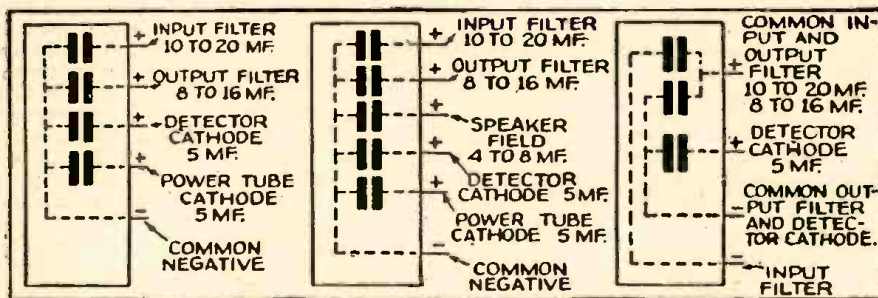 + INPUT FILTER
10 TO 20 MF.
+ OUTPUT FILTER
8 TO 16 MF.
+ DETECTOR
CATHODE
5 MF.
+ POWER TUBE
CATHODE
5 MF.
- COMMON
NEGATIVE
+ INPUT FILTER
10 TO 20 MF.
+ OUTPUT FILTER
8 TO 16 MF.
+ SPEAKER
FIELD
4 TO 8 MF.
+ DETECTOR
CATHODE 5 MF.
+ POWER TUBE
CATHODE 5 MF.
- COMMON
NEGATIVE
COMMON IN-
PUT AND
OUTPUT
+ FILTER
10 TO 20 MF.
8 TO 16 MF.
+ DETECTOR
CATHODE
5 MF.
COMMON OUT-
- PUT FILTER
AND DETEC-
TOR CATHODE.
- INPUT
FILTER